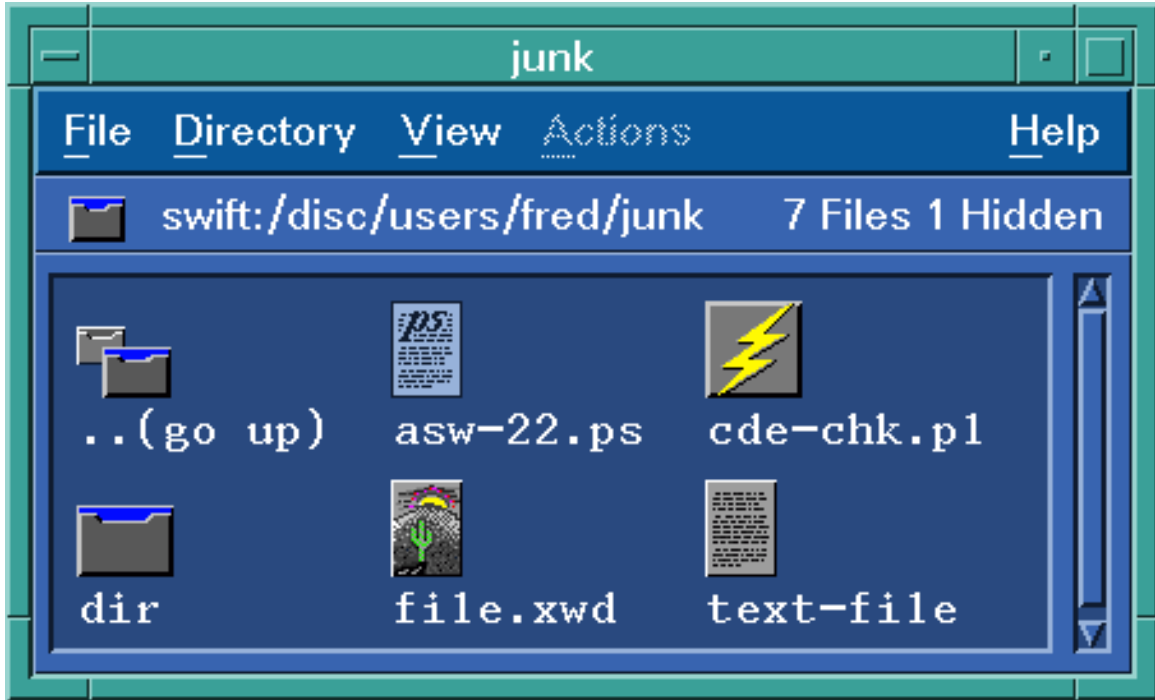 junk
File Directory View Actions Help
swift:/disc/users/fred/junk 7 Files 1 Hidden
ps
..(go up) asw-22.ps cde-chk.pl
dir file.xwd text-file